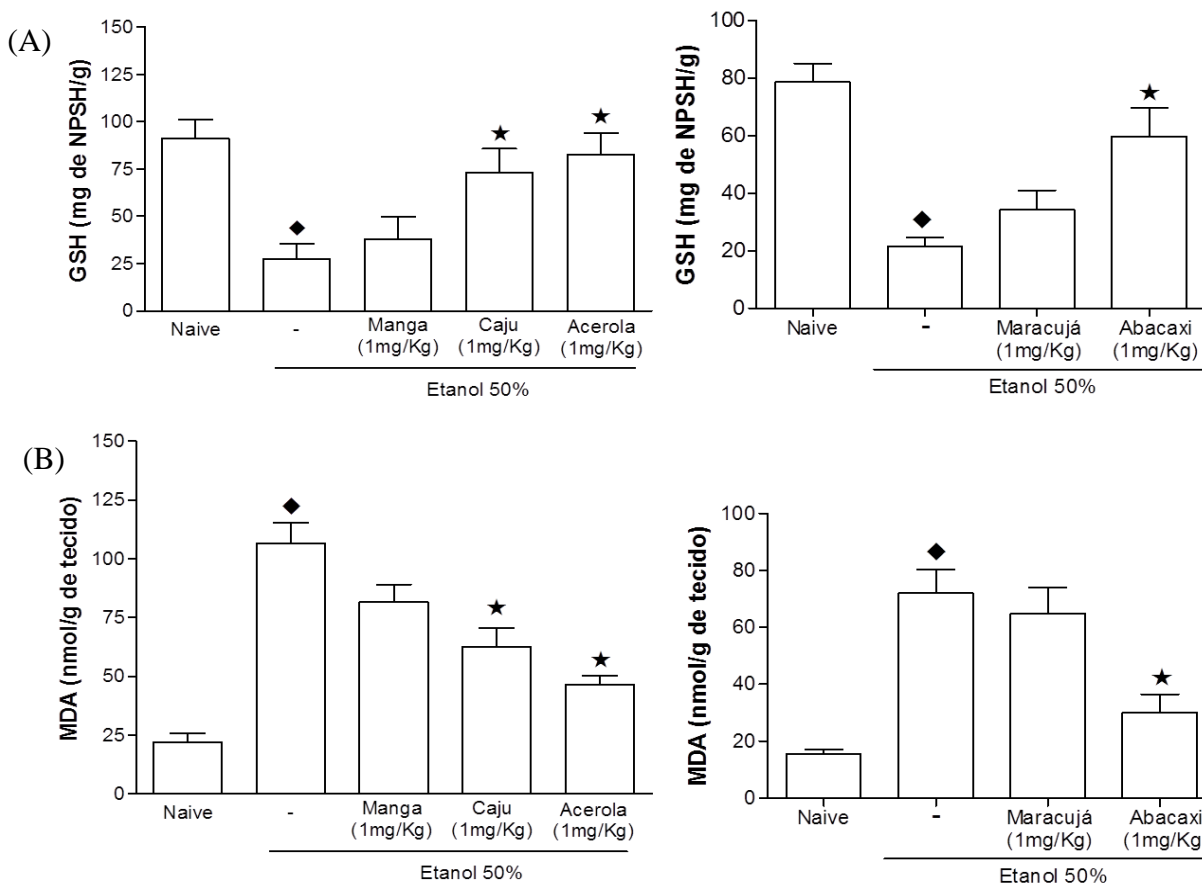 (A)
GSH (mg de NPSH/g)
150
125
100
75
50
25
0
Naive
-
Manga
(1mg/Kg)
Caju
(1mg/Kg)
Acerola
(1mg/Kg)
Etanol 50%
GSH (mg de NPSH/g)
100
80
60
40
20
0
Naive
-
Maracujá
(1mg/Kg)
Abacaxi
(1mg/Kg)
Etanol 50%
(B)
MDA (nmol/g de tecido)
150
125
100
75
50
25
0
Naive
-
Manga
(1mg/Kg)
Caju
(1mg/Kg)
Acerola
(1mg/Kg)
Etanol 50%
MDA (nmol/g de tecido)
100
80
60
40
20
0
Naive
-
Maracujá
(1mg/Kg)
Abacaxi
(1mg/Kg
Etanol 50%